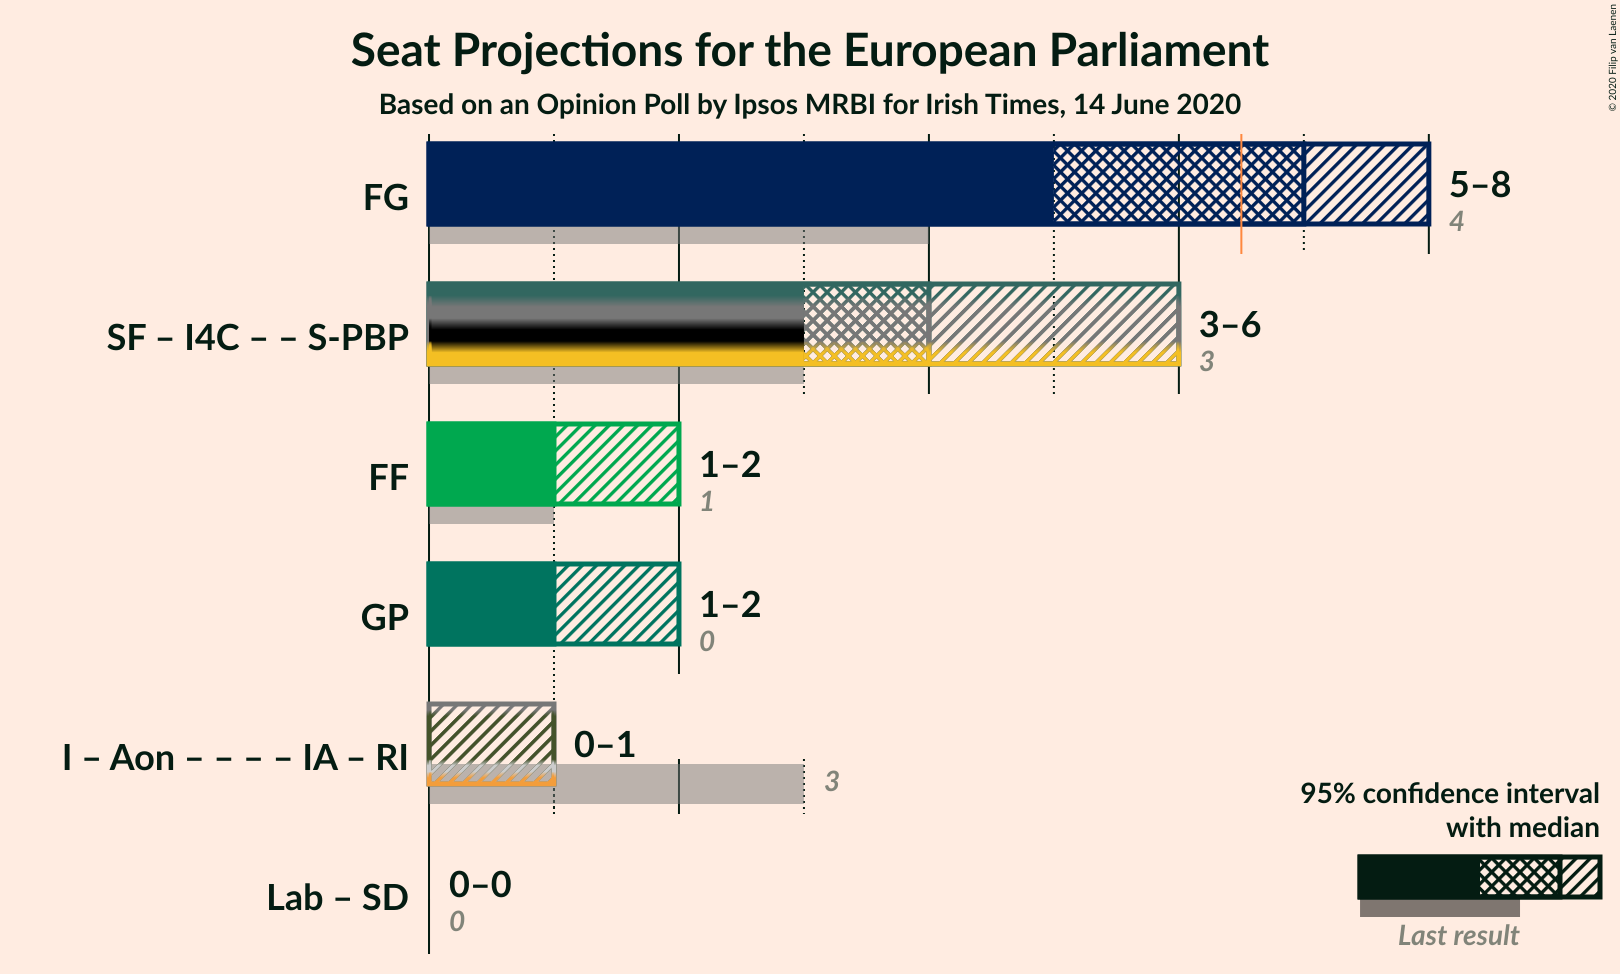 Seat Projections for the European Parliament
Based on an Opinion Poll by Ipsos MRBI for Irish Times, 14 June 2020
© 2020 Filip van Laenen
FG
5–8
4
SF – I4C – – S-PBP
3–6
3
FF
1–2
1
GP
1–2
0
I – Aon – – – – IA – RI
0–1
3
Lab – SD
0–0
0
95% confidence interval
with median
Last result